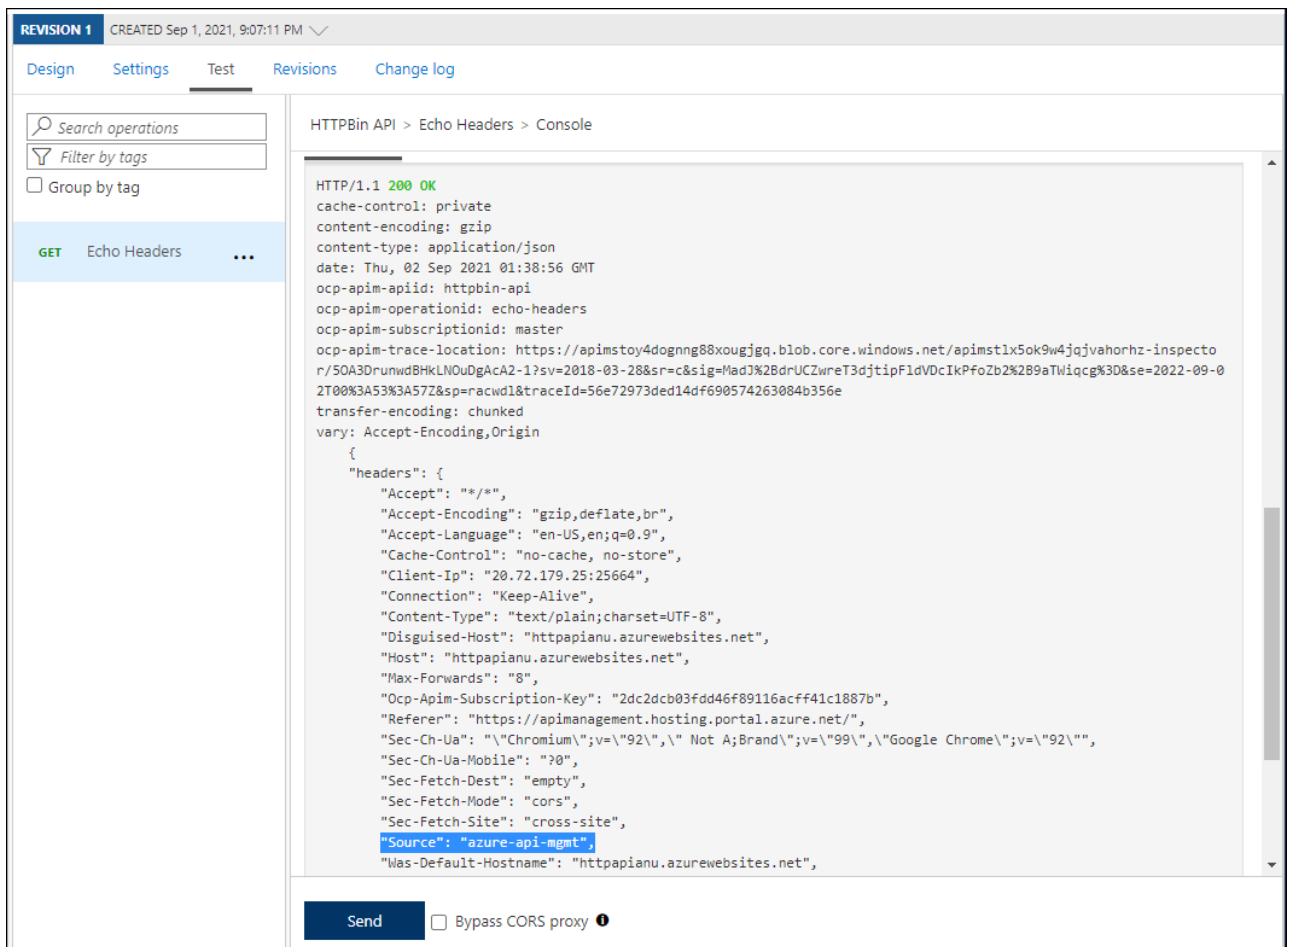 REVISION 1 CREATED Sep 1, 2021, 9:07:11 PM
Design Settings Test Revisions Change log
Search operations
Filter by tags
Group by tag
GET Echo Headers ...
HTTPBin API > Echo Headers > Console
HTTP/1.1 200 OK
cache-control: private
content-encoding: gzip
content-type: application/json
date: Thu, 02 Sep 2021 01:38:56 GMT
ocp-apim-apiid: httpbin-api
ocp-apim-operationid: echo-headers
ocp-apim-subscriptionid: master
ocp-apim-trace-location: https://apimstoy4dognng88xougjgq.blob.core.windows.net/apimstlx5ok9w4jqjvahorhz-inspecto
r/5OA3DrunwdBHkLNOuDgAcA2-1?sv=2018-03-28&sr=c&sig=MadJ%2BdrUCZwreT3djtipFldVDcIkPfoZb2%2B9aTWiqcg%3D&se=2022-09-0
2T00%3A53%3A57Z&sp=racwdl&traceId=56e72973ded14df690574263084b356e
transfer-encoding: chunked
vary: Accept-Encoding,Origin
{
"headers": {
"Accept": "*/*",
"Accept-Encoding": "gzip,deflate,br",
"Accept-Language": "en-US,en;q=0.9",
"Cache-Control": "no-cache, no-store",
"Client-Ip": "20.72.179.25:25664",
"Connection": "Keep-Alive",
"Content-Type": "text/plain;charset=UTF-8",
"Disguised-Host": "httpapianu.azurewebsites.net",
"Host": "httpapianu.azurewebsites.net",
"Max-Forwards": "8",
"Ocp-Apim-Subscription-Key": "2dc2dcb03fdd46f89116acff41c1887b",
"Referer": "https://apimanagement.hosting.portal.azure.net/",
"Sec-Ch-Ua": "\"Chromium\";v=\"92\",\" Not A;Brand\";v=\"99\",\"Google Chrome\";v=\"92\"",
"Sec-Ch-Ua-Mobile": "?0",
"Sec-Fetch-Dest": "empty",
"Sec-Fetch-Mode": "cors",
"Sec-Fetch-Site": "cross-site",
"Source": "azure-api-mgmt",
"Was-Default-Hostname": "httpapianu.azurewebsites.net",
Send Bypass CORS proxy